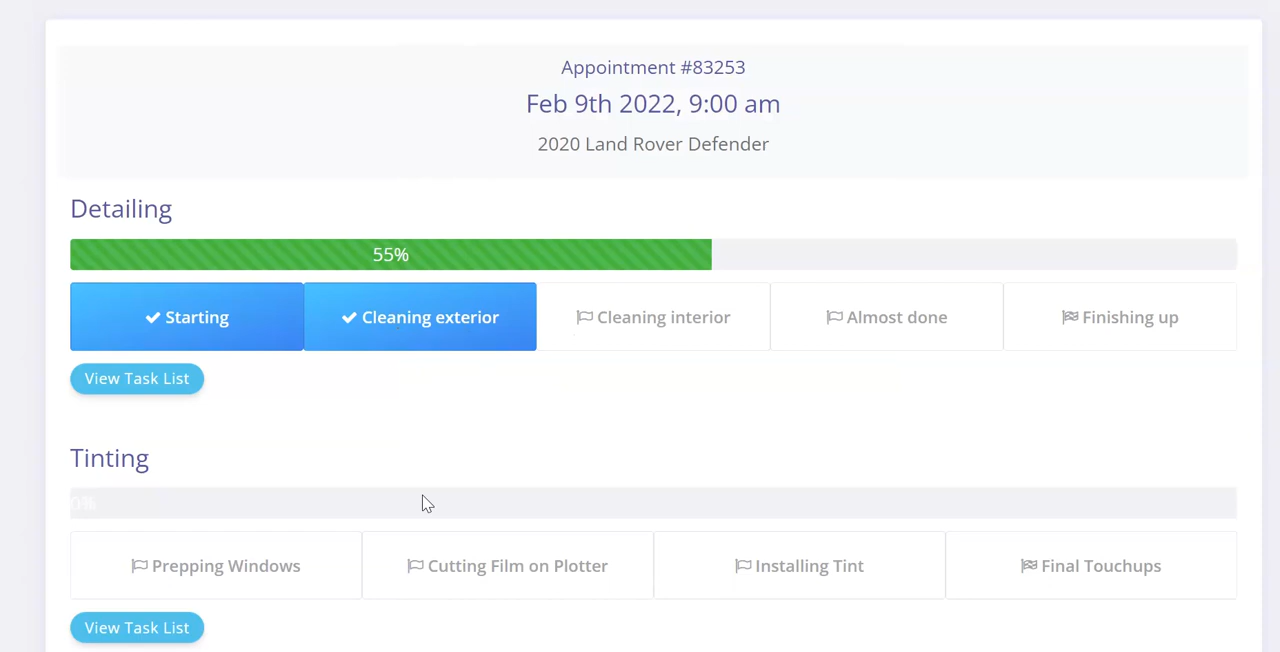 Appointment #83253
Feb 9th 2022, 9:00 am
2020 Land Rover Defender
Detailing
55%
Starting
Cleaning exterior
Cleaning interior
Almost done
Finishing up
View Task List
Tinting
0%
Prepping Windows
Cutting Film on Plotter
Installing Tint
Final Touchups
View Task List